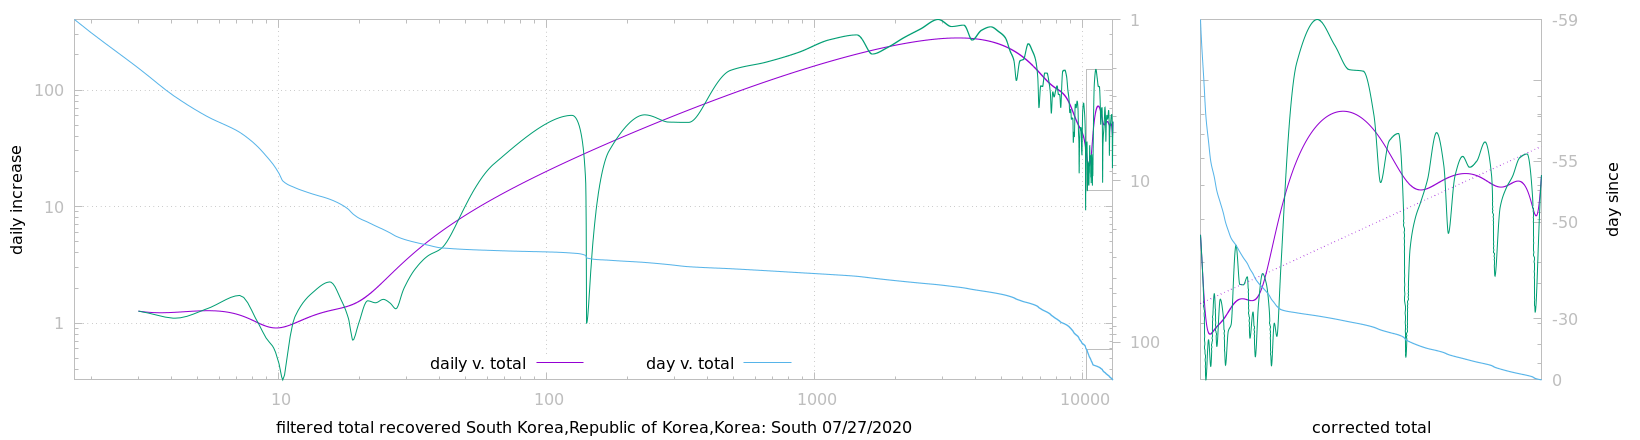 daily increase
100
10
1
daily v. total
day v. total
10
100
1000
10000
filtered total recovered South Korea,Republic of Korea,Korea: South 07/27/2020
1
10
100
-59
-55
-50
-30
0
day since
corrected total